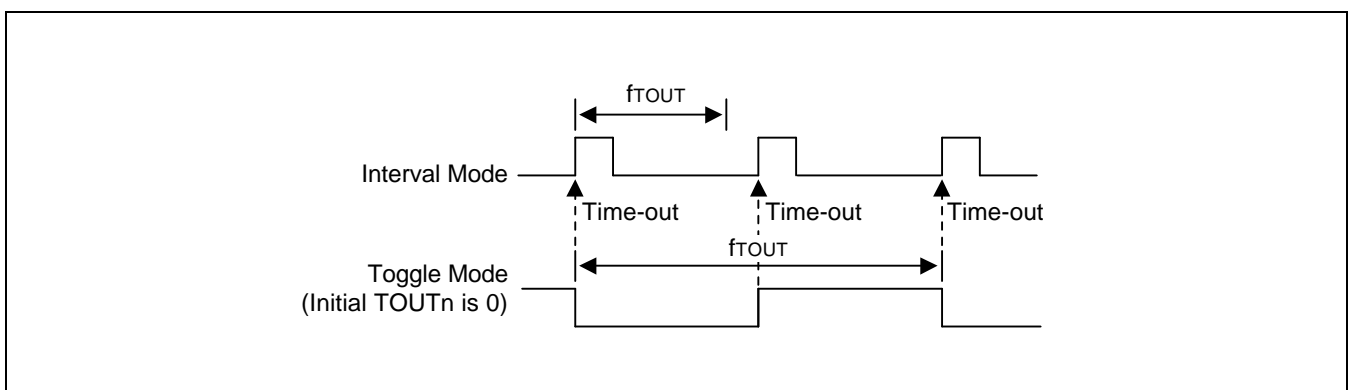 fTOUT
Interval Mode
Time-out
Time-out
Time-out
fTOUT
Toggle Mode
(Initial TOUTn is 0)